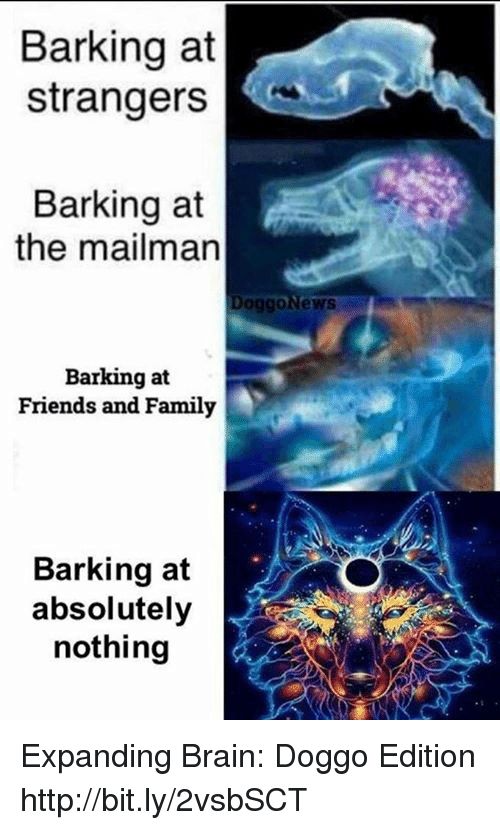 Barking at
strangers
Barking at
the mailman
DoggoNews
Barking at
Friends and Family
Barking at
absolutely
nothing
Expanding Brain: Doggo Edition
http://bit.ly/2vsbSCT